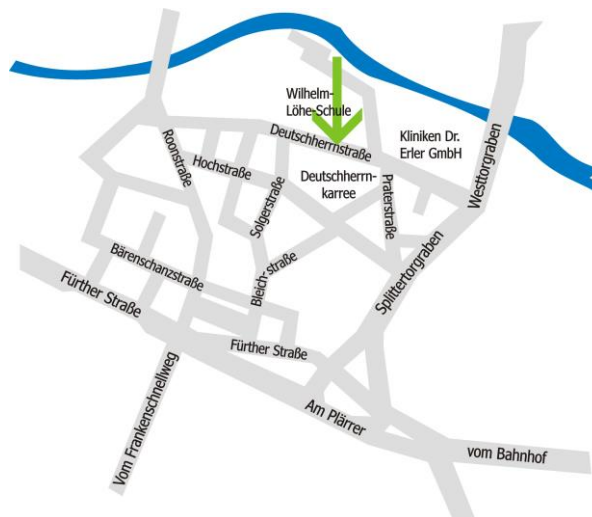 Wilhelm-
Löhe-Schule
Deutschherrnstraße
Kliniken Dr.
Erler GmbH
Westtorgraben
Roonstraße
Hochstraße
Deutschherrn-
karree
Solgerstraße
Praterstraße
Splittertorgraben
Bärenschanzstraße
Bleich-straße
Fürther Straße
Fürther Straße
Vom Frankenschnellweg
Am Plärrer
vom Bahnhof